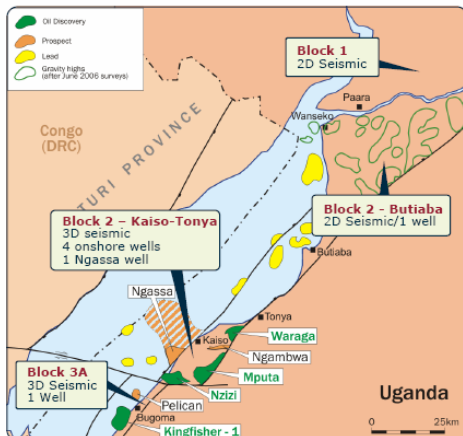 Oil Discovery
Prospect
Lead
Gravity highs
(after June 2006 surveys)
Block 1
2D Seismic
Paara
Wanseko
Congo
(DRC)
TURI PROVINCE
Block 2 – Kaiso-Tonya
3D seismic
4 onshore wells
1 Ngassa well
Block 2 - Butiaba
2D Seismic/1 well
Butiaba
Ngassa
Tonya
Kaiso
Waraga
Ngambwa
Block 3A
3D Seismic
1 Well
Mputa
Nzizi
Pelican
Bugoma
Kingfisher - 1
Uganda
0 25km